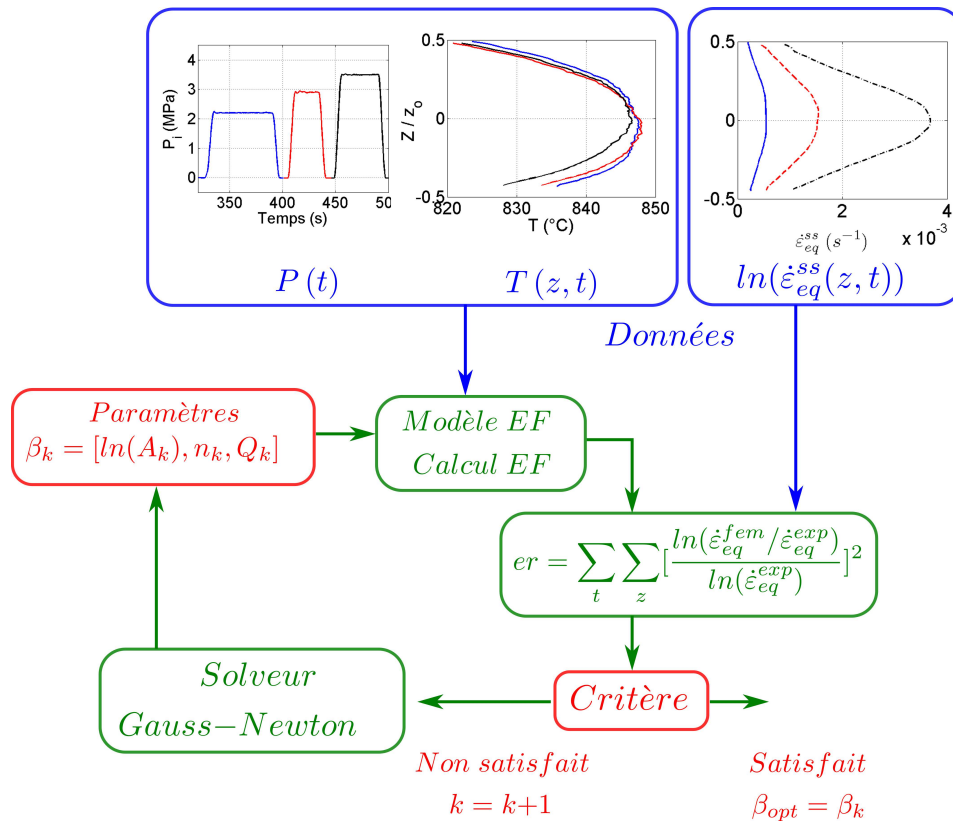 4
3
2
1
0
P_i (MPa)
350 400 450 50
Temps (s)
0.5
0
-0.5
Z / z_o
820 830 840 850
T (°C)
0.5
0
-0.5
0 2 4
x 10^-3
ε̇_eq^ss (s^−1)
P (t)
T (z, t)
ln(ε̇_eq^ss(z, t))
Données
Paramètres
β_k = [ln(A_k), n_k, Q_k]
Modèle EF
Calcul EF
er = ∑_t ∑_z [ln(ε̇_eq^fem/ε̇_eq^exp) / ln(ε̇_eq^exp)]^2
Solveur
Gauss−Newton
Critère
Non satisfait
k = k+1
Satisfait
β_opt = β_k